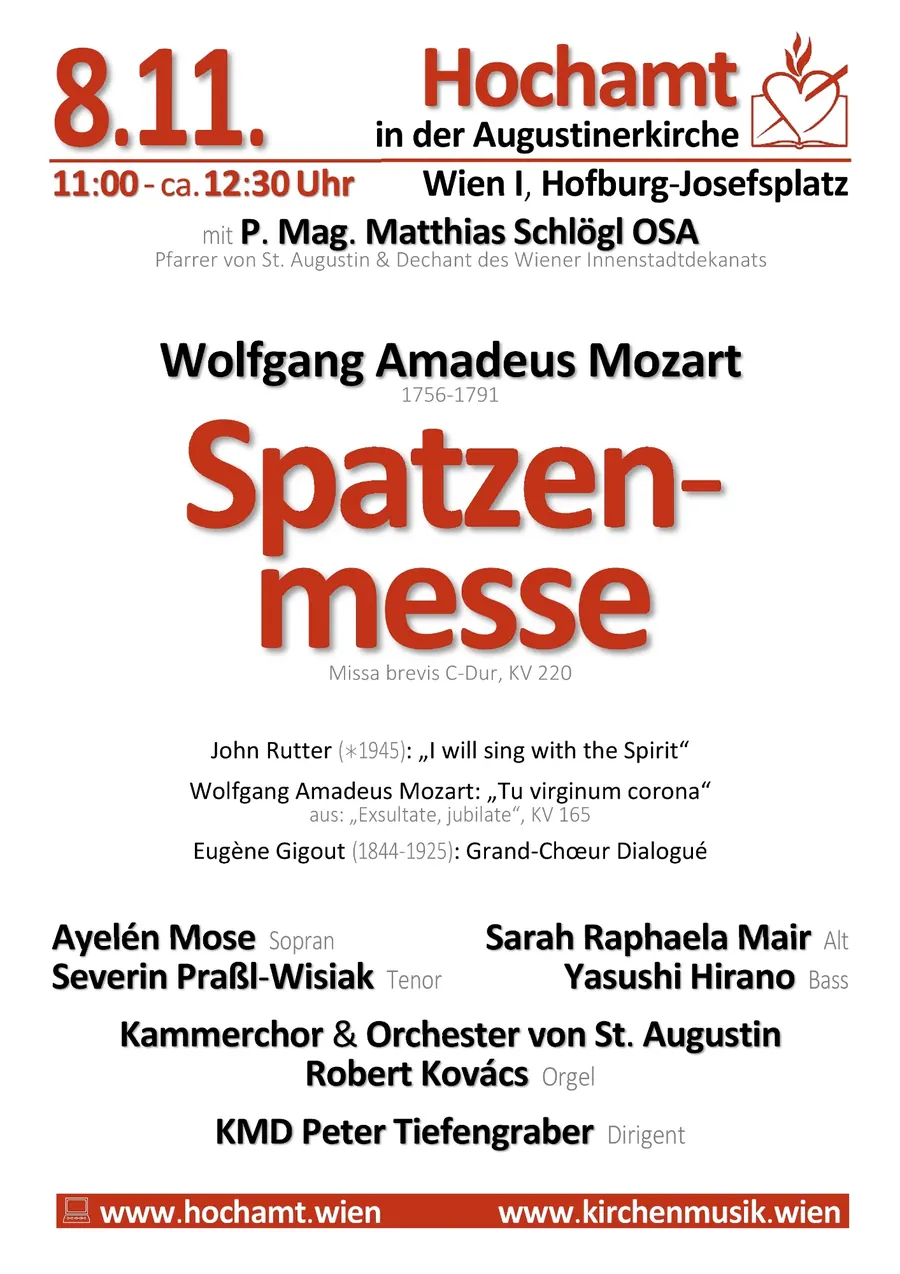 8.11.
Hochamt
in der Augustinerkirche
11:00 - ca. 12:30 Uhr
Wien I, Hofburg-Josefsplatz
mit P. Mag. Matthias Schlögl OSA
Pfarrer von St. Augustin & Dechant des Wiener Innenstadtdekanats
Wolfgang Amadeus Mozart
1756-1791
Spatzen-
messe
Missa brevis C-Dur, KV 220
John Rutter (*1945): „I will sing with the Spirit“
Wolfgang Amadeus Mozart: „Tu virginum corona“
aus: „Exsultate, jubilate“, KV 165
Eugène Gigout (1844-1925): Grand-Chœur Dialogué
Ayelén Mose Sopran
Sarah Raphaela Mair Alt
Severin Praßl-Wisiak Tenor
Yasushi Hirano Bass
Kammerchor & Orchester von St. Augustin
Robert Kovács Orgel
KMD Peter Tiefengraber Dirigent
www.hochamt.wien
www.kirchenmusik.wien